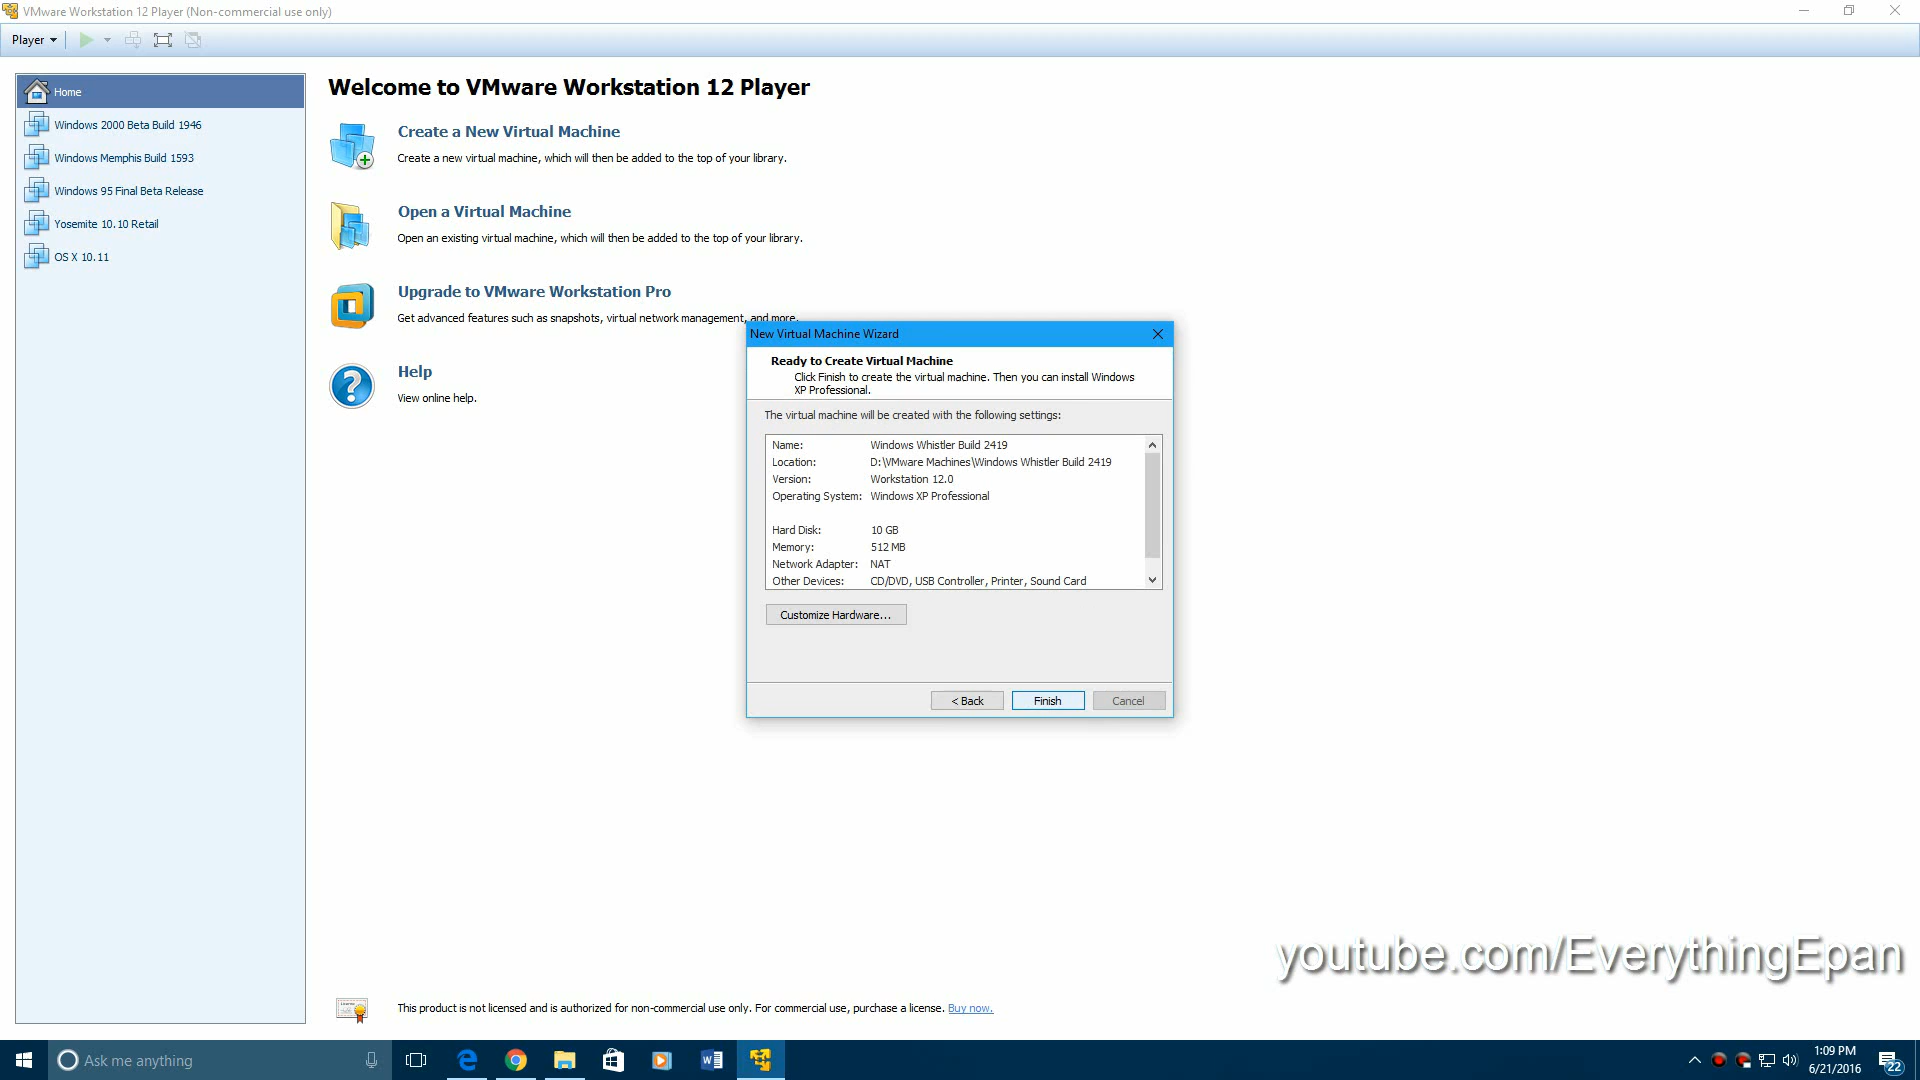 VMware Workstation 12 Player (Non-commercial use only)
Player
Home
Windows 2000 Beta Build 1946
Windows Memphis Build 1593
Windows 95 Final Beta Release
Yosemite 10.10 Retail
OS X 10.11
Welcome to VMware Workstation 12 Player
Create a New Virtual Machine
Create a new virtual machine, which will then be added to the top of your library.
Open a Virtual Machine
Open an existing virtual machine, which will then be added to the top of your library.
Upgrade to VMware Workstation Pro
Get advanced features such as snapshots, virtual network management, and more.
Help
View online help.
New Virtual Machine Wizard
Ready to Create Virtual Machine
Click Finish to create the virtual machine. Then you can install Windows
XP Professional.
The virtual machine will be created with the following settings:
Name: Windows Whistler Build 2419
Location: D:\VMware Machines\Windows Whistler Build 2419
Version: Workstation 12.0
Operating System: Windows XP Professional
Hard Disk: 10 GB
Memory: 512 MB
Network Adapter: NAT
Other Devices: CD/DVD, USB Controller, Printer, Sound Card
Customize Hardware...
< Back Finish Cancel
youtube.com/EverythingEpan
This product is not licensed and is authorized for non-commercial use only. For commercial use, purchase a license. Buy now.
Ask me anything
1:09 PM
6/21/2016
22